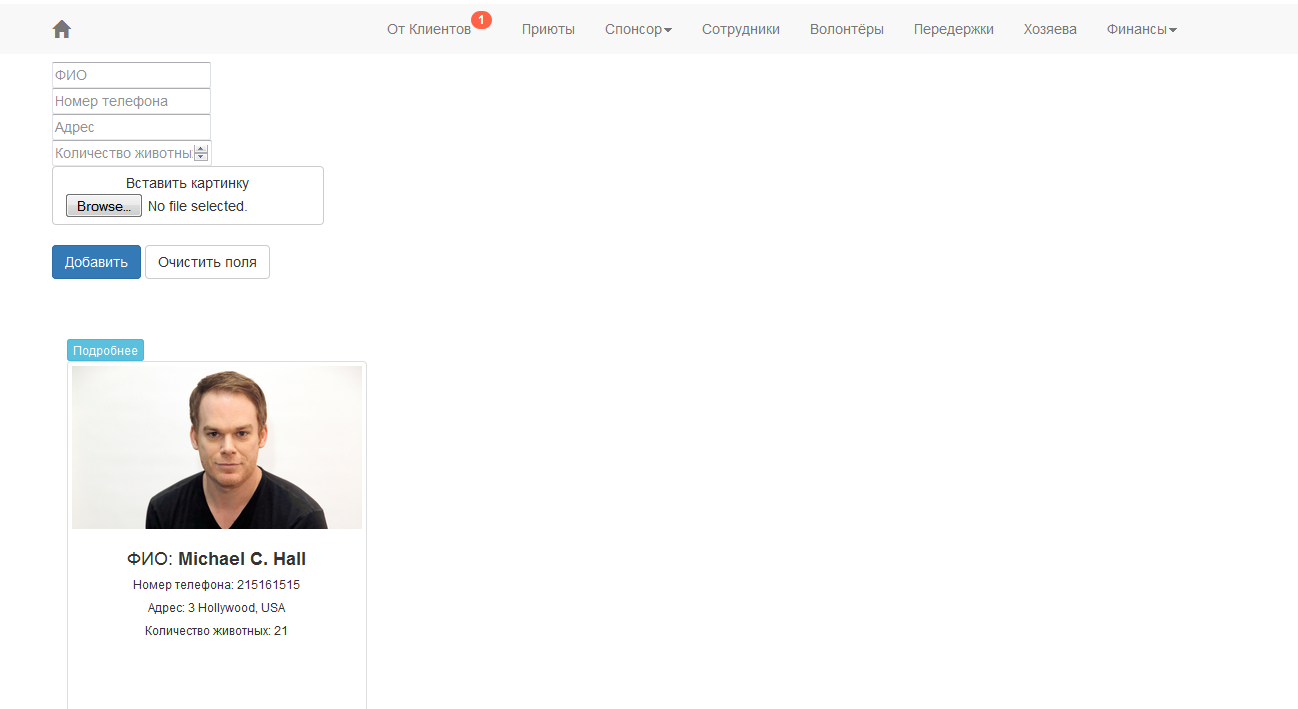 От Клиентов 1 Приюты Спонсор Сотрудники Волонтёры Передержки Хозяева Финансы
ФИО
Номер телефона
Адрес
Количество животны
Вставить картинку
Browse... No file selected.
Добавить Очистить поля
Подробнее
ФИО: Michael C. Hall
Номер телефона: 215161515
Адрес: 3 Hollywood, USA
Количество животных: 21